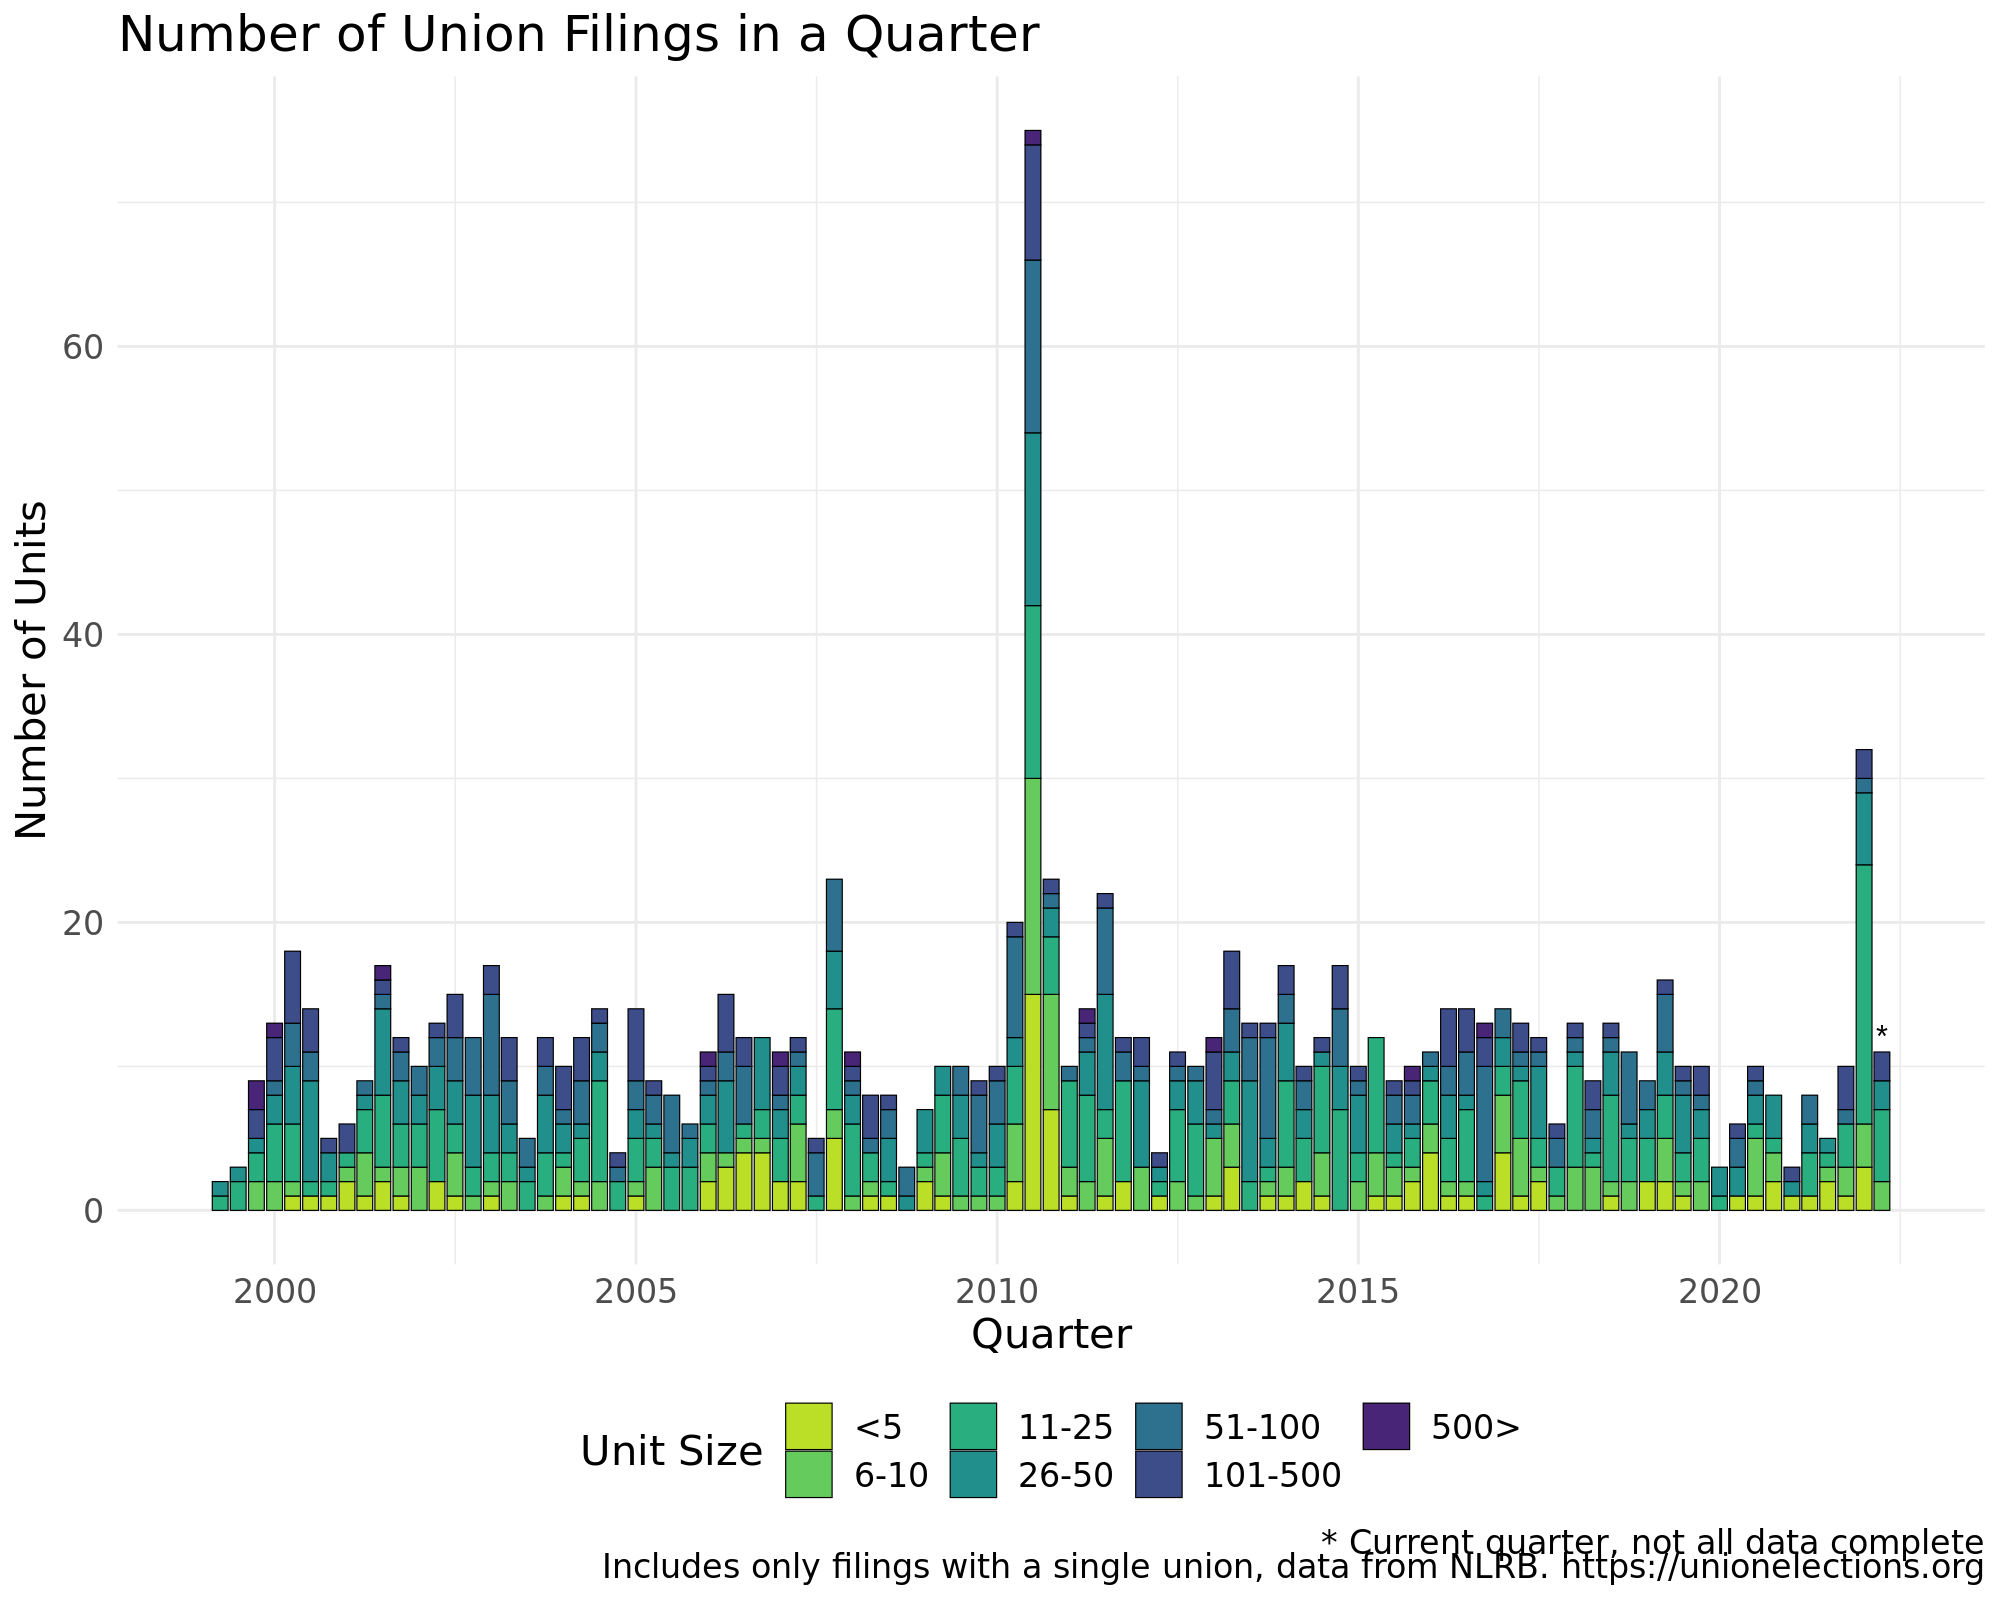 Number of Union Filings in a Quarter
Number of Units
60
40
20
0
*
2000 2005 2010 2015 2020
Quarter
Unit Size
<5 11-25 51-100 500>
6-10 26-50 101-500
* Current quarter, not all data complete
Includes only filings with a single union, data from NLRB. https://unionelections.org